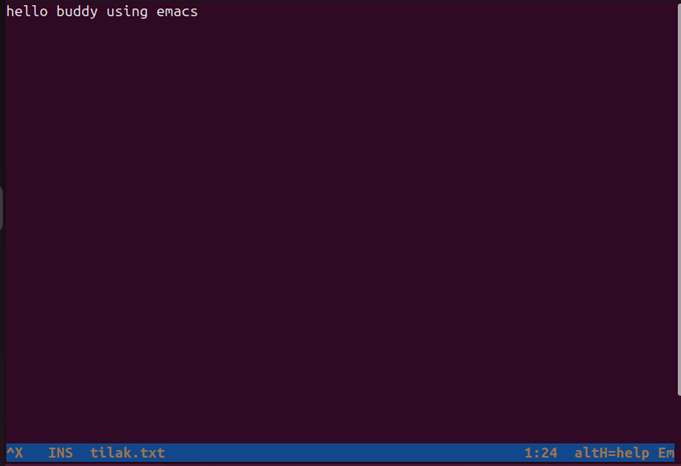 hello buddy using emacs
^X INS tilak.txt 1:24 altH=help Em